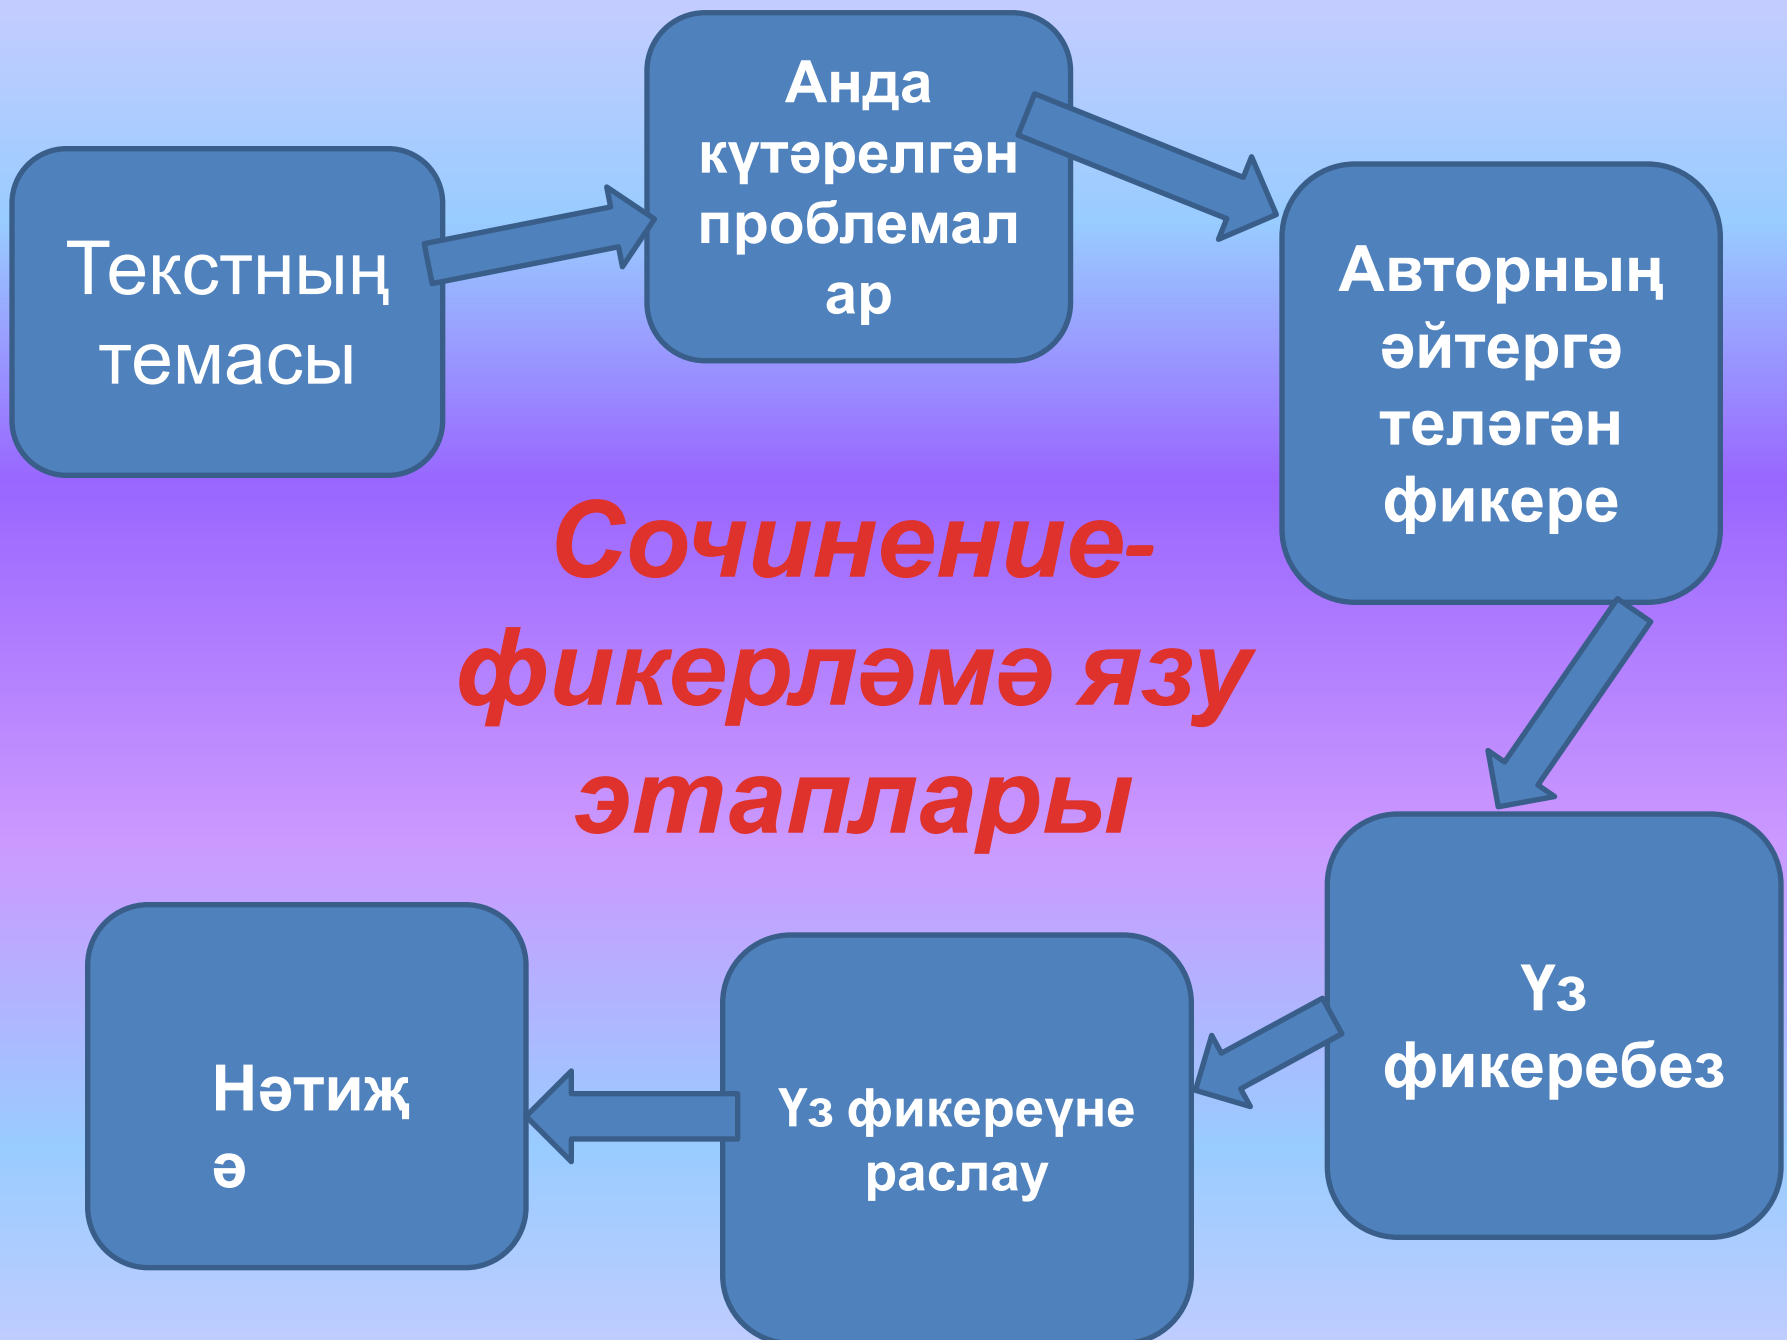 Текстның
темасы
Анда
күтәрелгән
проблемал
ар
Авторның
әйтергә
теләгән
фикере
Сочинение-
фикерләмә язу
этаплары
Үз
фикеребез
Үз фикереүне
раслау
Нәтиҗ
ә